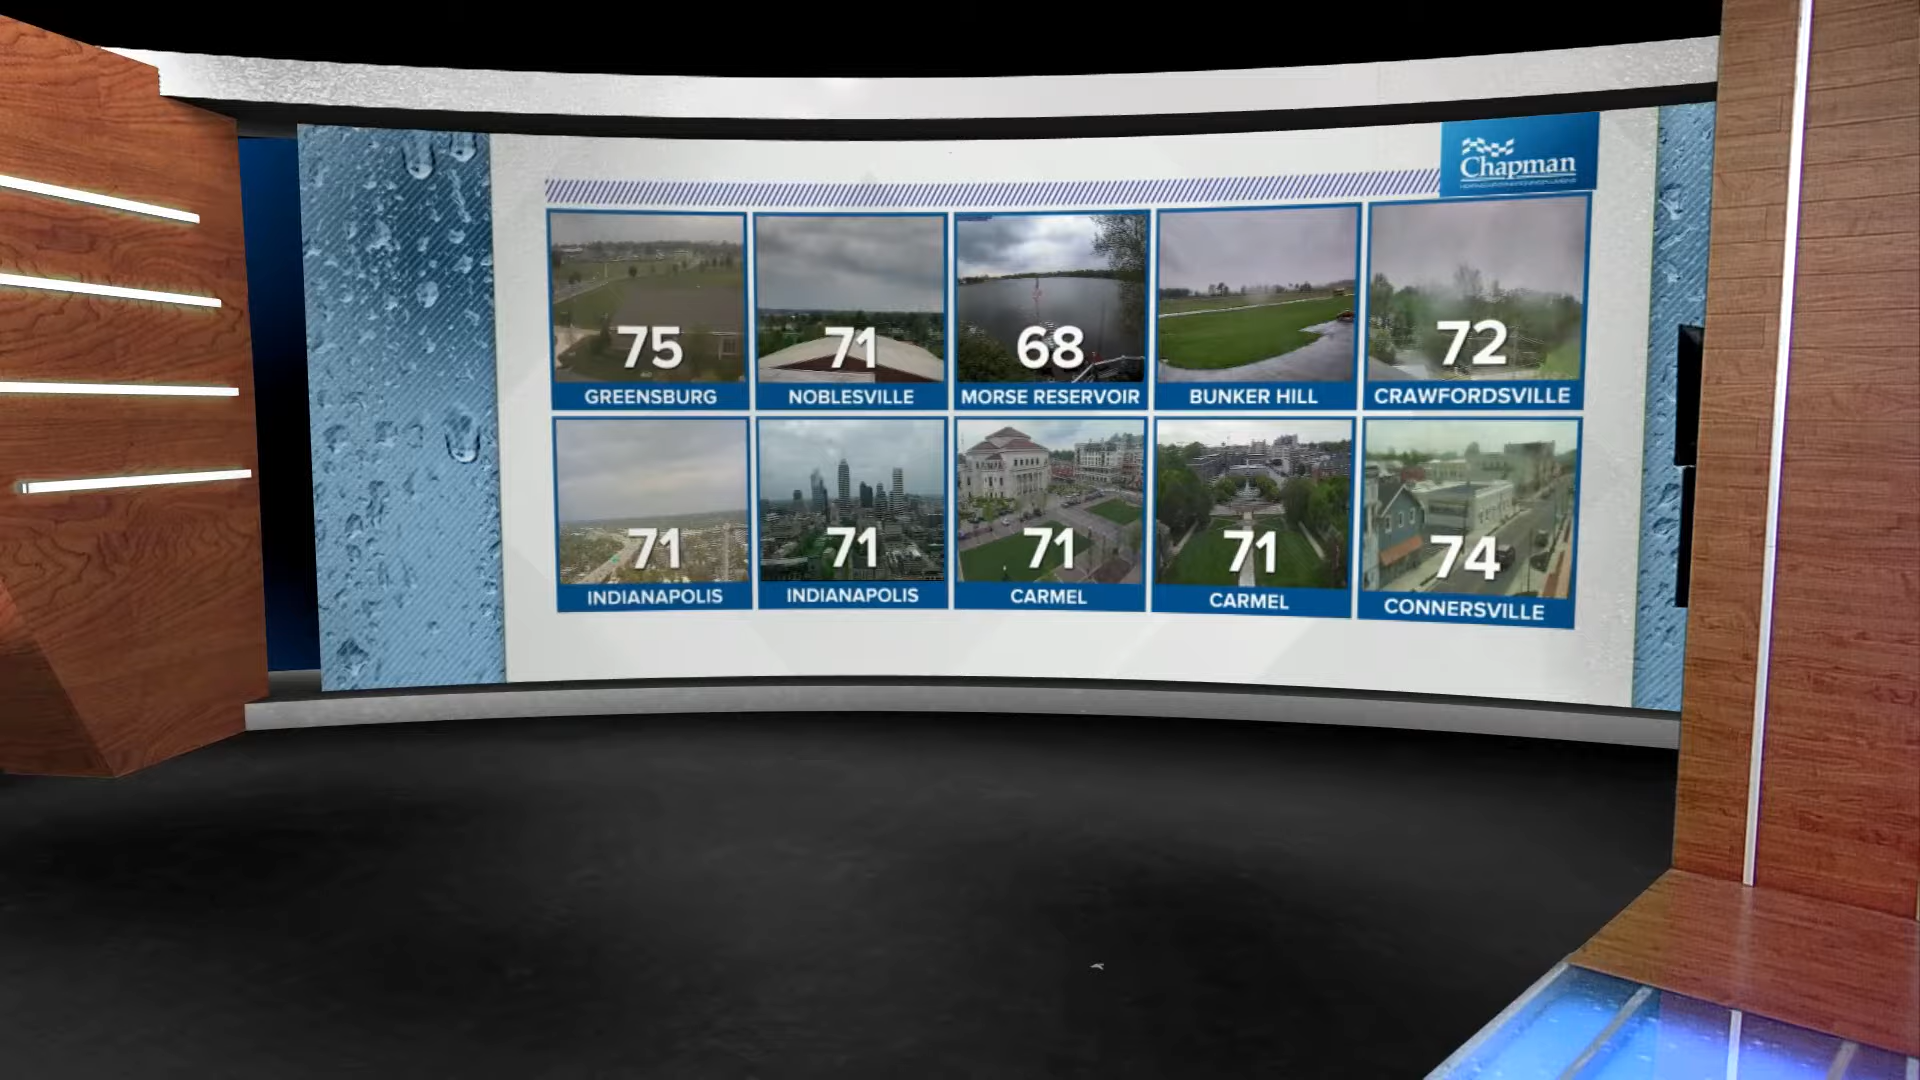 Chapman
75
71
68
72
GREENSBURG
NOBLESVILLE
MORSE RESERVOIR
BUNKER HILL
CRAWFORDSVILLE
71
71
71
71
74
INDIANAPOLIS
INDIANAPOLIS
CARMEL
CARMEL
CONNERSVILLE